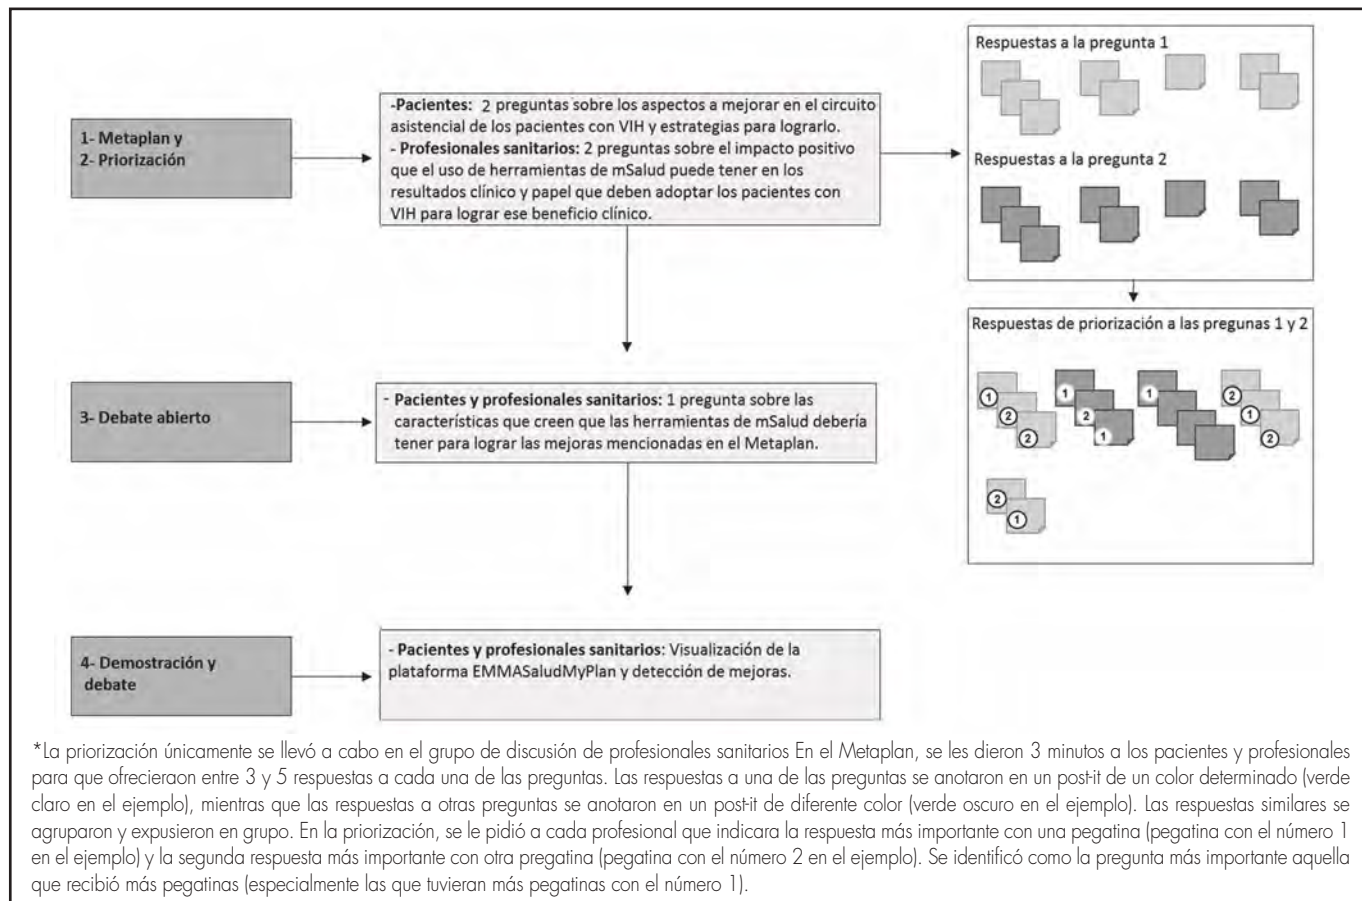 1- Metaplan y
2- Priorización
-Pacientes: 2 preguntas sobre los aspectos a mejorar en el circuito
asistencial de los pacientes con VIH y estrategias para lograrlo.
- Profesionales sanitarios: 2 preguntas sobre el impacto positivo
que el uso de herramientas de mSalud puede tener en los
resultados clínico y papel que deben adoptar los pacientes con
VIH para lograr ese beneficio clínico.
Respuestas a la pregunta 1
Respuestas a la pregunta 2
Respuestas de priorización a las pregunas 1 y 2
1
2
2
1
2
1
1
2
1
2
2
1
3- Debate abierto
- Pacientes y profesionales sanitarios: 1 pregunta sobre las
características que creen que las herramientas de mSalud debería
tener para lograr las mejoras mencionadas en el Metaplan.
4- Demostración y
debate
- Pacientes y profesionales sanitarios: Visualización de la
plataforma EMMASaludMyPlan y detección de mejoras.
*La priorización únicamente se llevó a cabo en el grupo de discusión de profesionales sanitarios En el Metaplan, se les dieron 3 minutos a los pacientes y profesionales
para que ofrecieraon entre 3 y 5 respuestas a cada una de las preguntas. Las respuestas a una de las preguntas se anotaron en un post-it de un color determinado (verde
claro en el ejemplo), mientras que las respuestas a otras preguntas se anotaron en un post-it de diferente color (verde oscuro en el ejemplo). Las respuestas similares se
agruparon y expusieron en grupo. En la priorización, se le pidió a cada profesional que indicara la respuesta más importante con una pegatina (pegatina con el número 1
en el ejemplo) y la segunda respuesta más importante con otra pregatina (pegatina con el número 2 en el ejemplo). Se identificó como la pregunta más importante aquella
que recibió más pegatinas (especialmente las que tuvieran más pegatinas con el número 1).